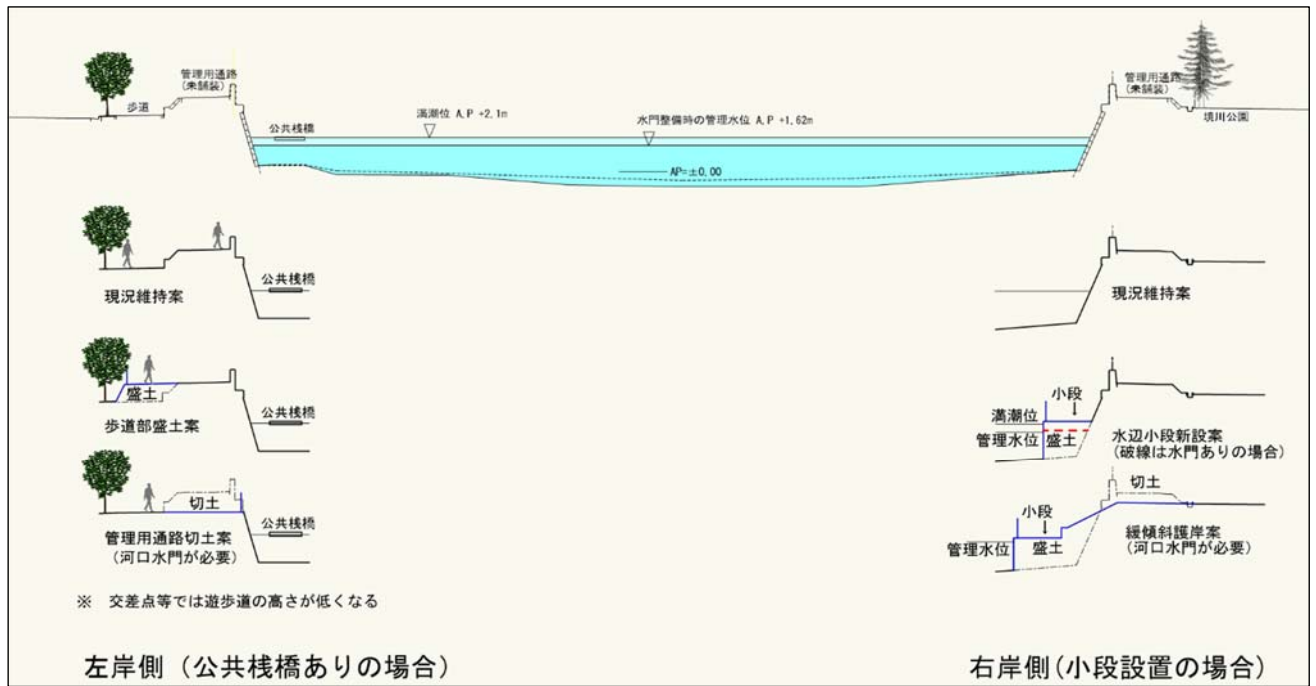 管理用通路
(未舗装)
歩道
公共桟橋
満潮位 A.P +2.1m
水門整備時の管理水位 A.P +1.62m
AP=±0.00
管理用通路
(未舗装)
境川公園
公共桟橋
現況維持案
現況維持案
盛土
公共桟橋
歩道部盛土案
小段
満潮位
管理水位
盛土
水辺小段新設案
(破線は水門ありの場合)
切土
公共桟橋
管理用通路切土案
(河口水門が必要)
切土
小段
管理水位
盛土
緩傾斜護岸案
(河口水門が必要)
※ 交差点等では遊歩道の高さが低くなる
左岸側（公共桟橋ありの場合）
右岸側(小段設置の場合)